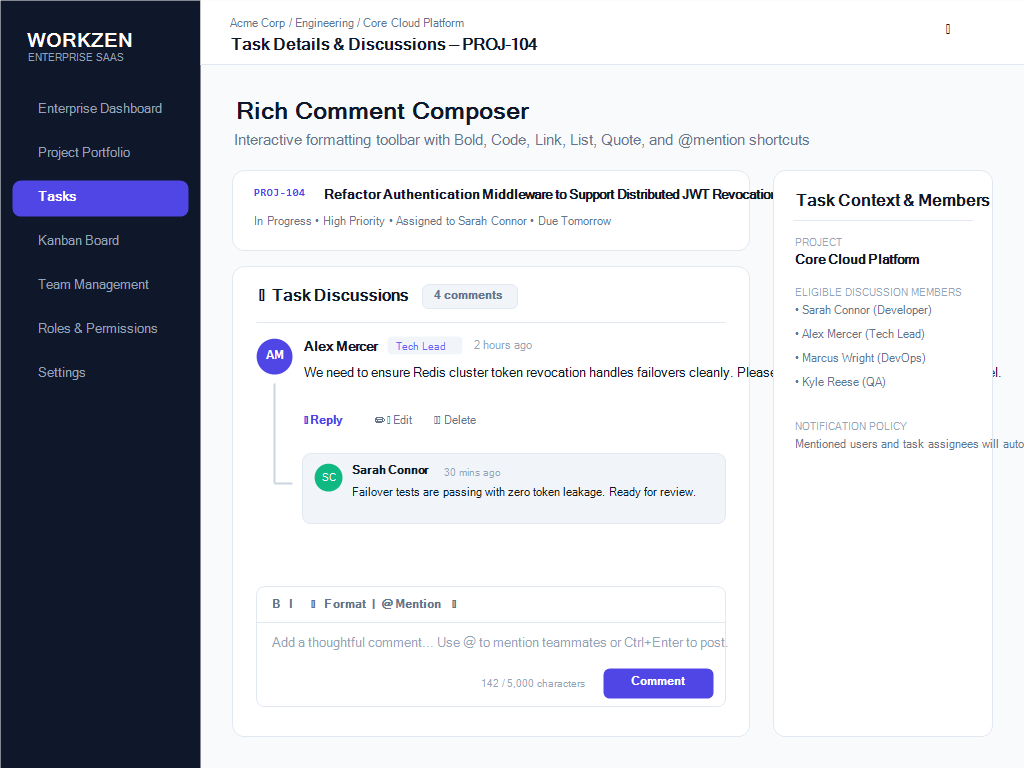 WORKZEN
ENTERPRISE SAAS
Enterprise Dashboard
Project Portfolio
Tasks
Kanban Board
Team Management
Roles & Permissions
Settings
Acme Corp / Engineering / Core Cloud Platform
Task Details & Discussions – PROJ-104
Rich Comment Composer
Interactive formatting toolbar with Bold, Code, Link, List, Quote, and @mention shortcuts
PROJ-104 Refactor Authentication Middleware to Support Distributed JWT Revocation
In Progress • High Priority • Assigned to Sarah Connor • Due Tomorrow
Task Discussions 4 comments
AM Alex Mercer Tech Lead 2 hours ago
We need to ensure Redis cluster token revocation handles failovers cleanly. Please
Reply Edit Delete
SC Sarah Connor 30 mins ago
Failover tests are passing with zero token leakage. Ready for review.
B I Format | @Mention
Add a thoughtful comment... Use @ to mention teammates or Ctrl+Enter to post.
142 / 5,000 characters
Comment
Task Context & Members
PROJECT
Core Cloud Platform
ELIGIBLE DISCUSSION MEMBERS
• Sarah Connor (Developer)
• Alex Mercer (Tech Lead)
• Marcus Wright (DevOps)
• Kyle Reese (QA)
NOTIFICATION POLICY
Mentioned users and task assignees will auto